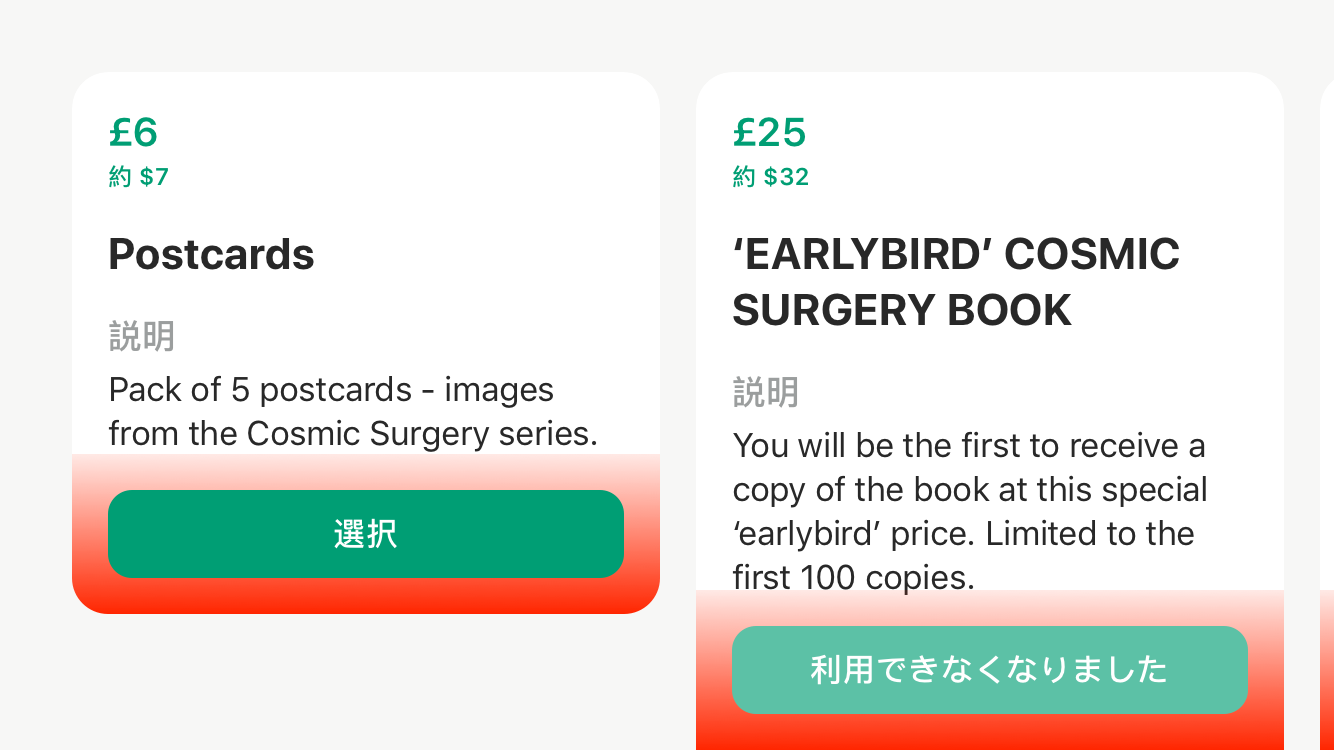 £6
約 $7
Postcards
説明
Pack of 5 postcards - images
from the Cosmic Surgery series.
選択
£25
約 $32
‘EARLYBIRD’ COSMIC
SURGERY BOOK
説明
You will be the first to receive a
copy of the book at this special
‘earlybird’ price. Limited to the
first 100 copies.
利用できなくなりました